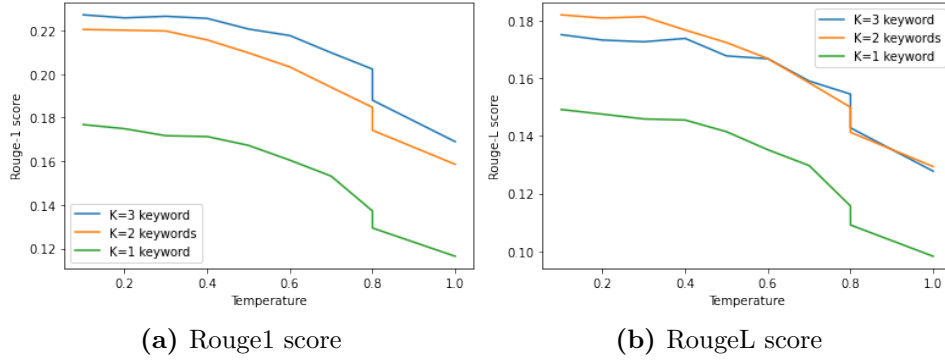 Rouge-1 score
0.22
0.20
0.18
0.16
0.14
0.12
K=3 keyword
K=2 keywords
K=1 keyword
0.2 0.4 0.6 0.8 1.0
Temperature
(a) Rouge1 score
Rouge-L score
0.18
0.16
0.14
0.12
0.10
K=3 keyword
K=2 keywords
K=1 keyword
0.2 0.4 0.6 0.8 1.0
Temperature
(b) RougeL score